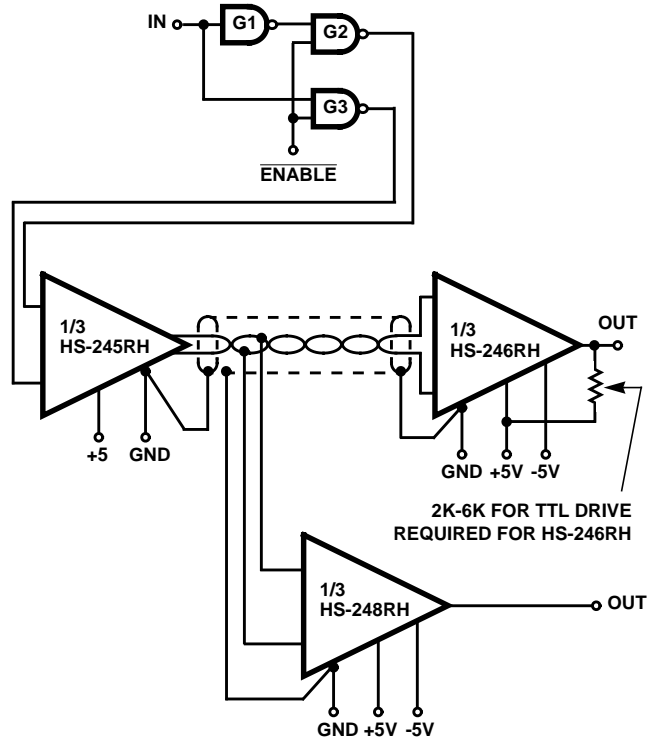 IN
G1
G2
G3
ENABLE
1/3
HS-245RH
+5
GND
1/3
HS-246RH
OUT
GND
+5V
-5V
2K-6K FOR TTL DRIVE
REQUIRED FOR HS-246RH
1/3
HS-248RH
OUT
GND
+5V
-5V